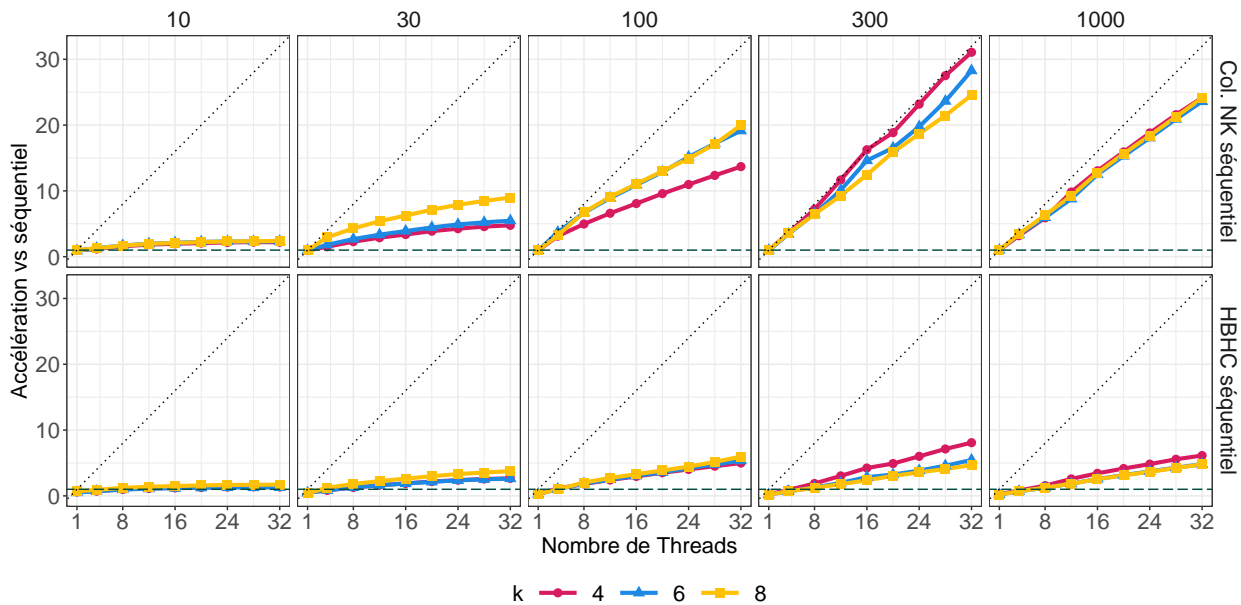 10 30 100 300 1000
Accélération vs séquentiel
30
20
10
0
Col. NK séquentiel
30
20
10
0
HBHC séquentiel
1 8 16 24 32 1 8 16 24 32 1 8 16 24 32 1 8 16 24 32 1 8 16 24 32
Nombre de Threads
k 4 6 8